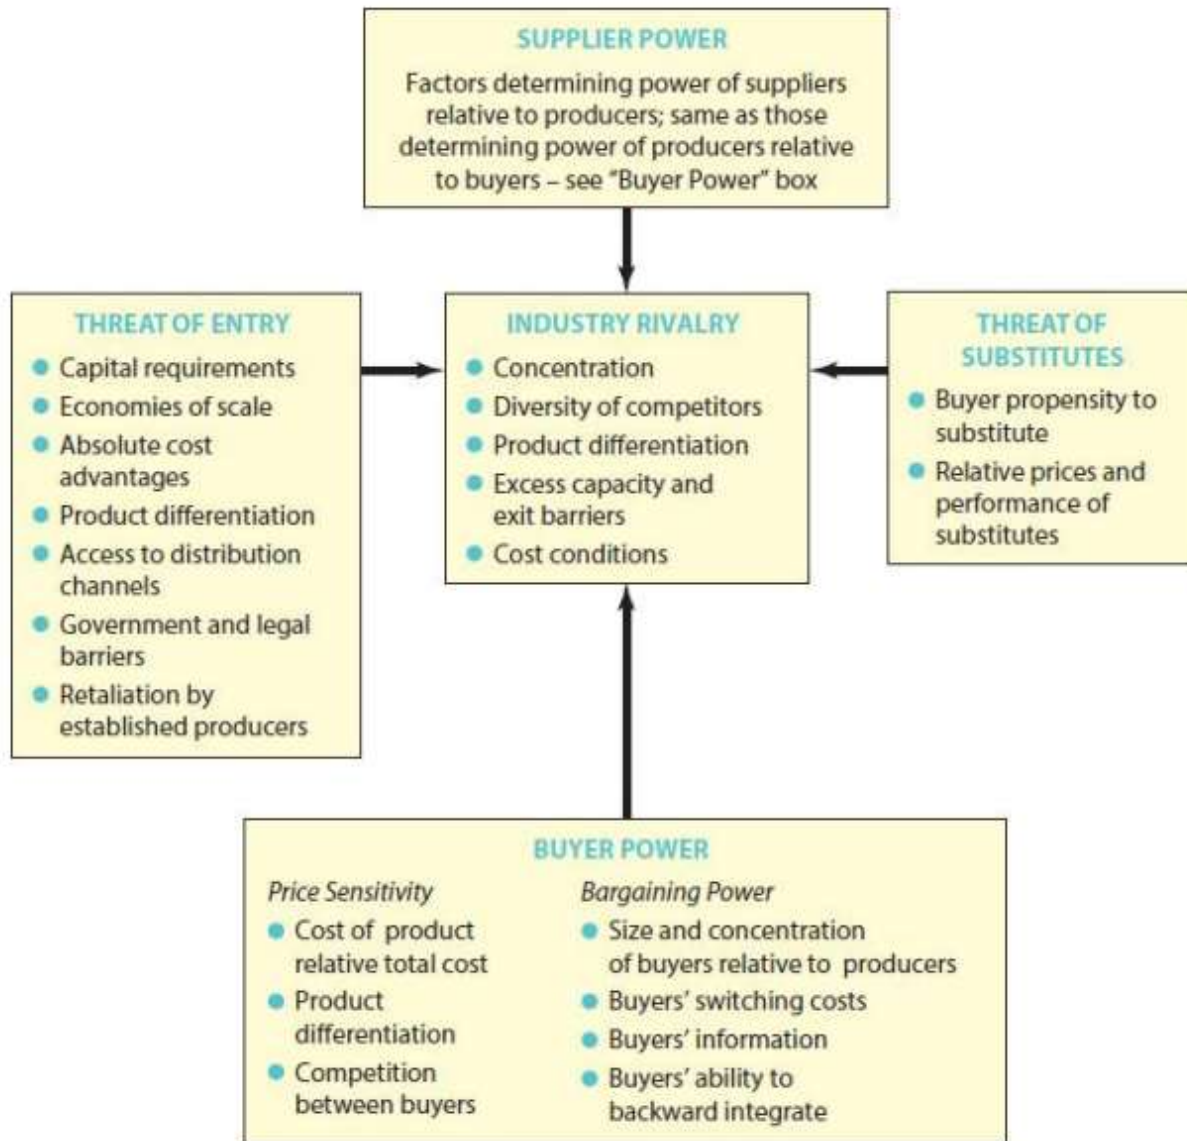 SUPPLIER POWER
Factors determining power of suppliers
relative to producers; same as those
determining power of producers relative
to buyers – see “Buyer Power” box
THREAT OF ENTRY
Capital requirements
Economies of scale
Absolute cost
advantages
Product differentiation
Access to distribution
channels
Government and legal
barriers
Retaliation by
established producers
INDUSTRY RIVALRY
Concentration
Diversity of competitors
Product differentiation
Excess capacity and
exit barriers
Cost conditions
THREAT OF
SUBSTITUTES
Buyer propensity to
substitute
Relative prices and
performance of
substitutes
BUYER POWER
Price Sensitivity
Cost of product
relative total cost
Product
differentiation
Competition
between buyers
Bargaining Power
Size and concentration
of buyers relative to producers
Buyers’ switching costs
Buyers’ information
Buyers’ ability to
backward integrate